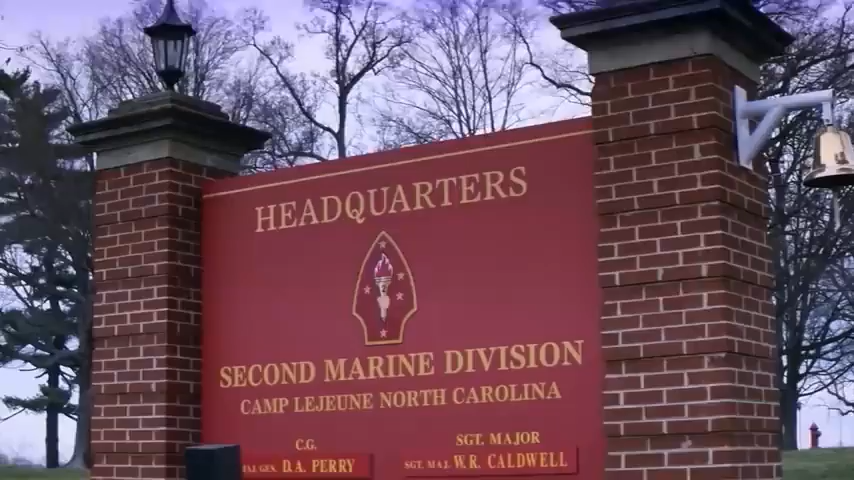 HEADQUARTERS
SECOND MARINE DIVISION
CAMP LEJEUNE NORTH CAROLINA
C.G. SGT. MAJOR
D.A. PERRY SGT. MAJ. W.R. CALDWELL